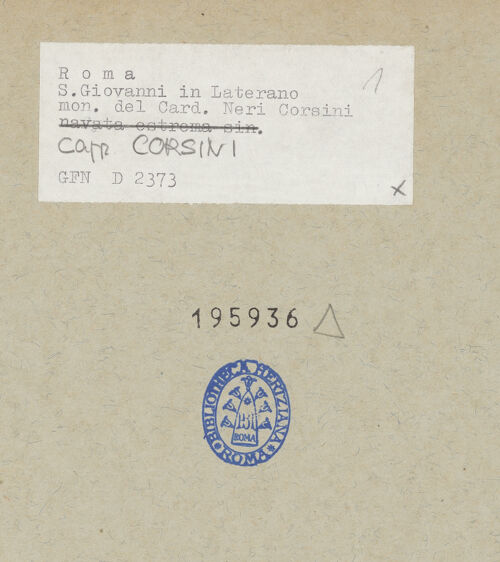 R o m a
1
S.Giovanni in Laterano
mon. del Card. Neri Corsini
navata estrema sin.
Capp CORSINI
GFN D 2373
x
195936
BIBLIOTHECA HERTZIANA
ROMA
ROMA